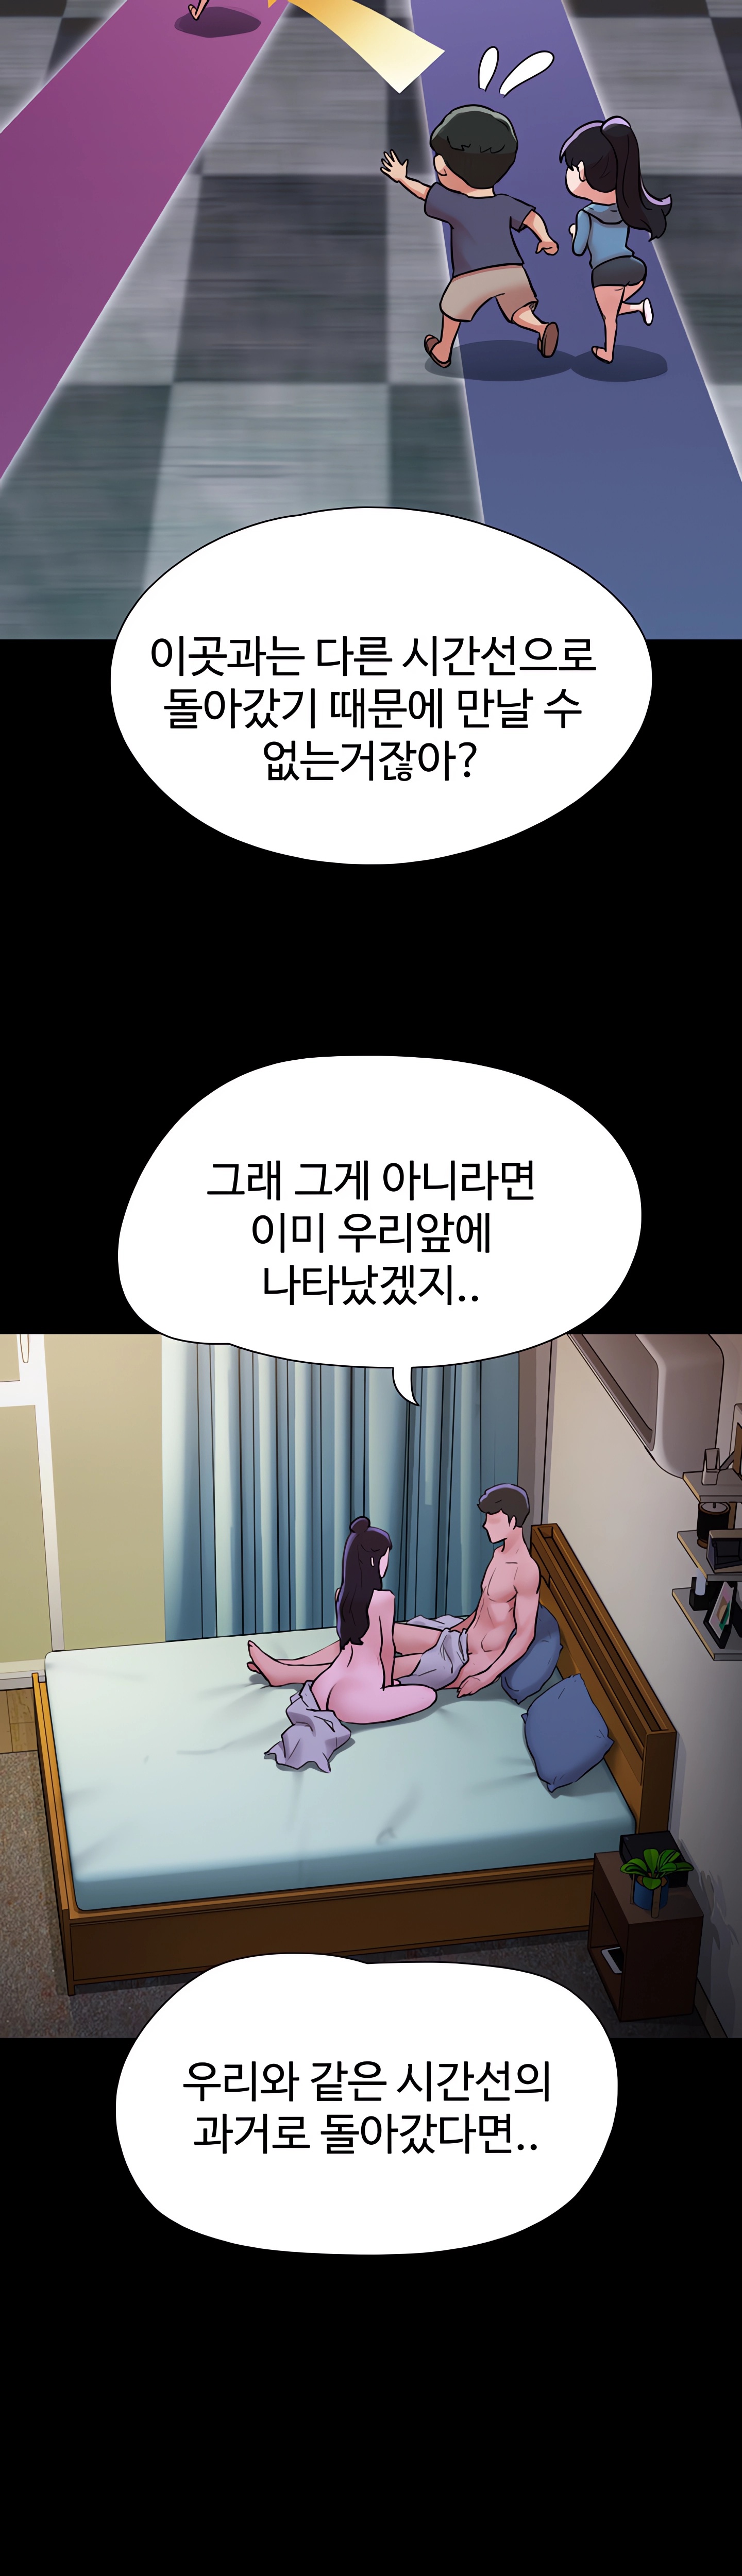 이곳과는 다른 시간선으로
돌아갔기 때문에 만날 수
없는거잖아?
그래 그게 아니라면
이미 우리앞에
나타났겠지..
우리와 같은 시간선의
과거로 돌아갔다면..